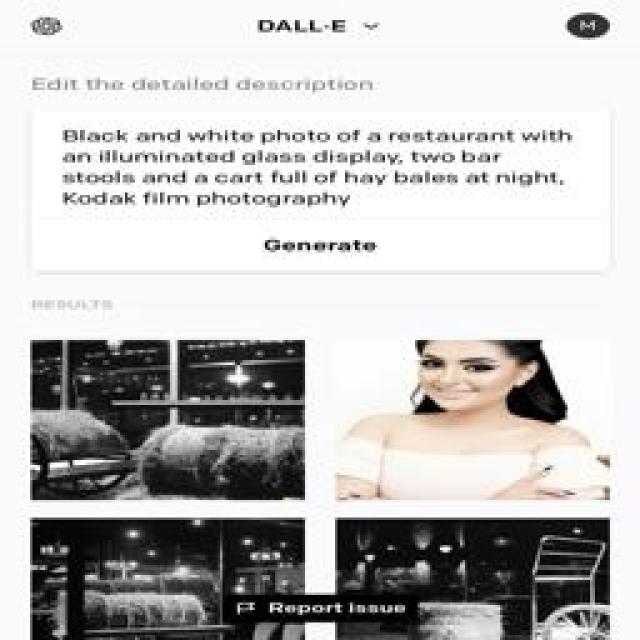 DALL·E
M
Edit the detailed description
Black and white photo of a restaurant with
an illuminated glass display, two bar
stools and a cart full of hay bales at night,
Kodak film photography
Generate
RESULTS
Report issue